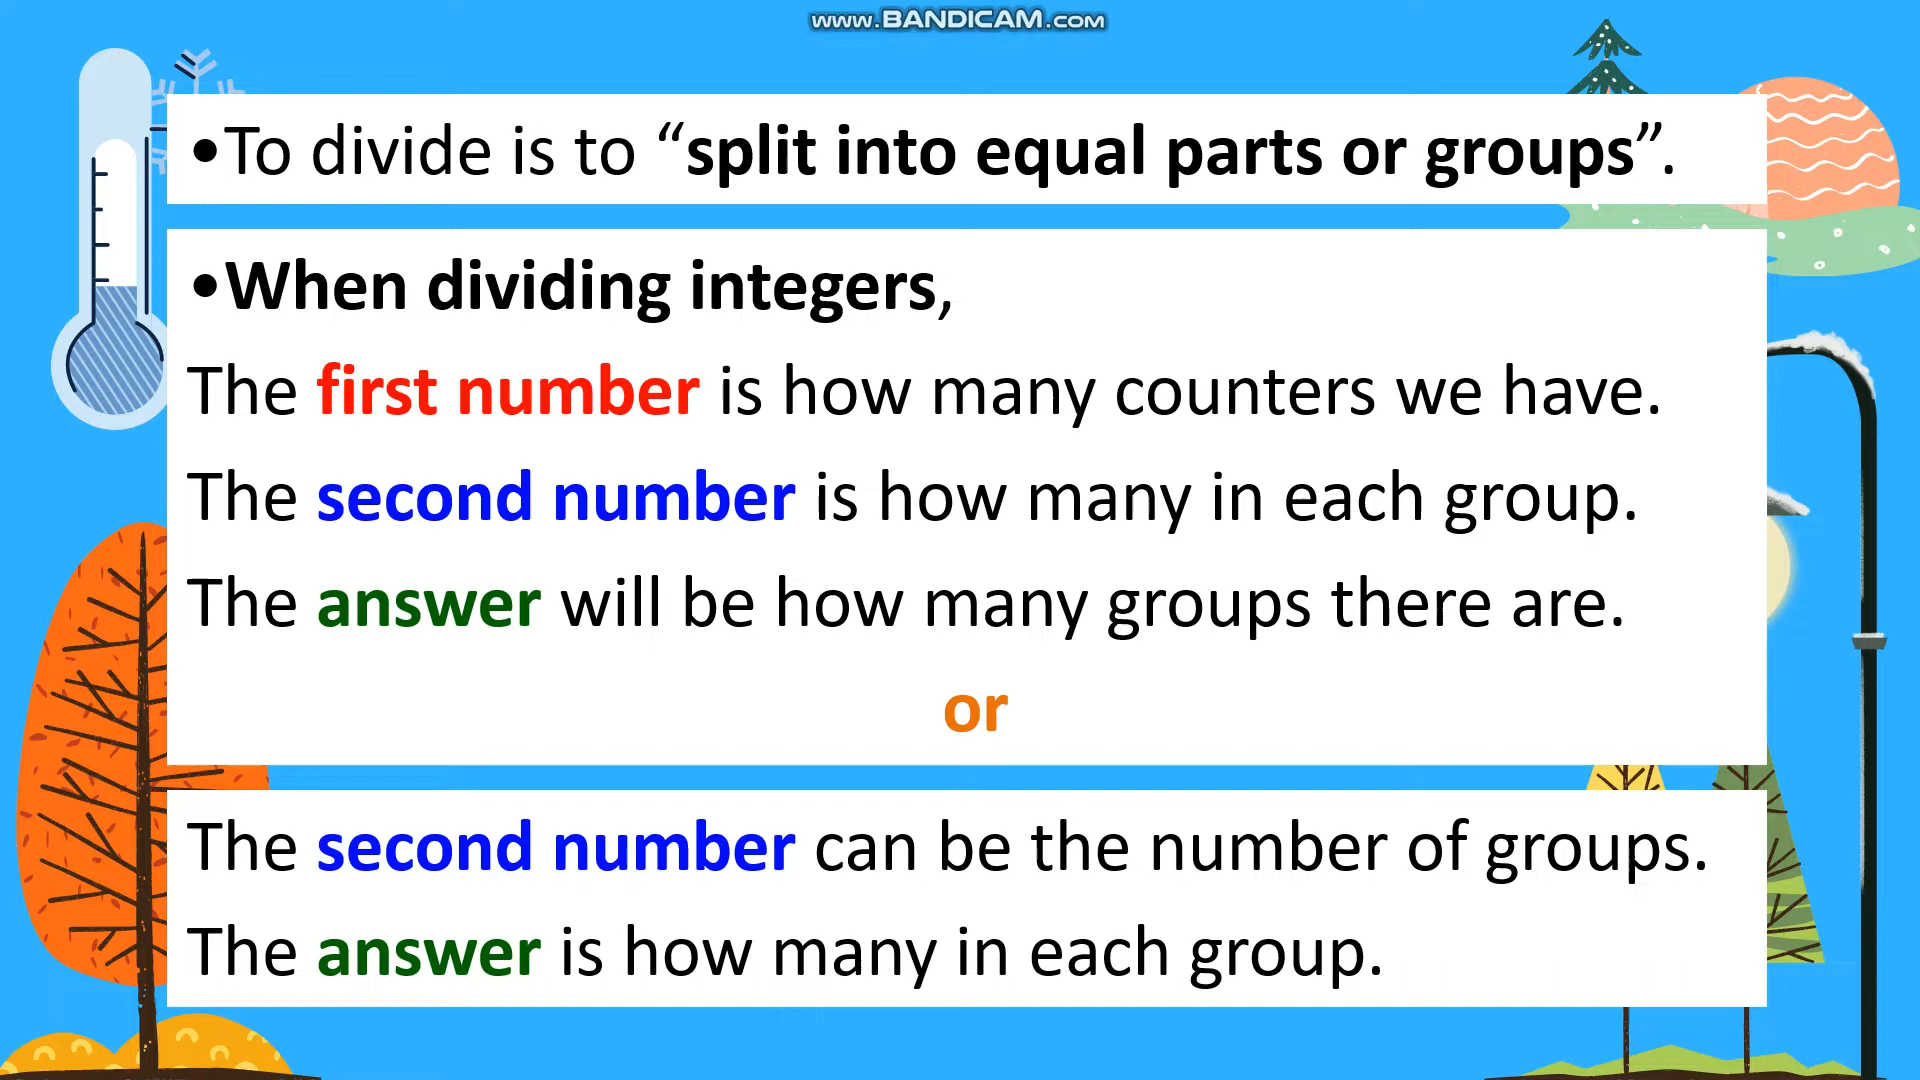 www.BANDICAM.com
•To divide is to “split into equal parts or groups”.
•When dividing integers,
The first number is how many counters we have.
The second number is how many in each group.
The answer will be how many groups there are.
or
The second number can be the number of groups.
The answer is how many in each group.